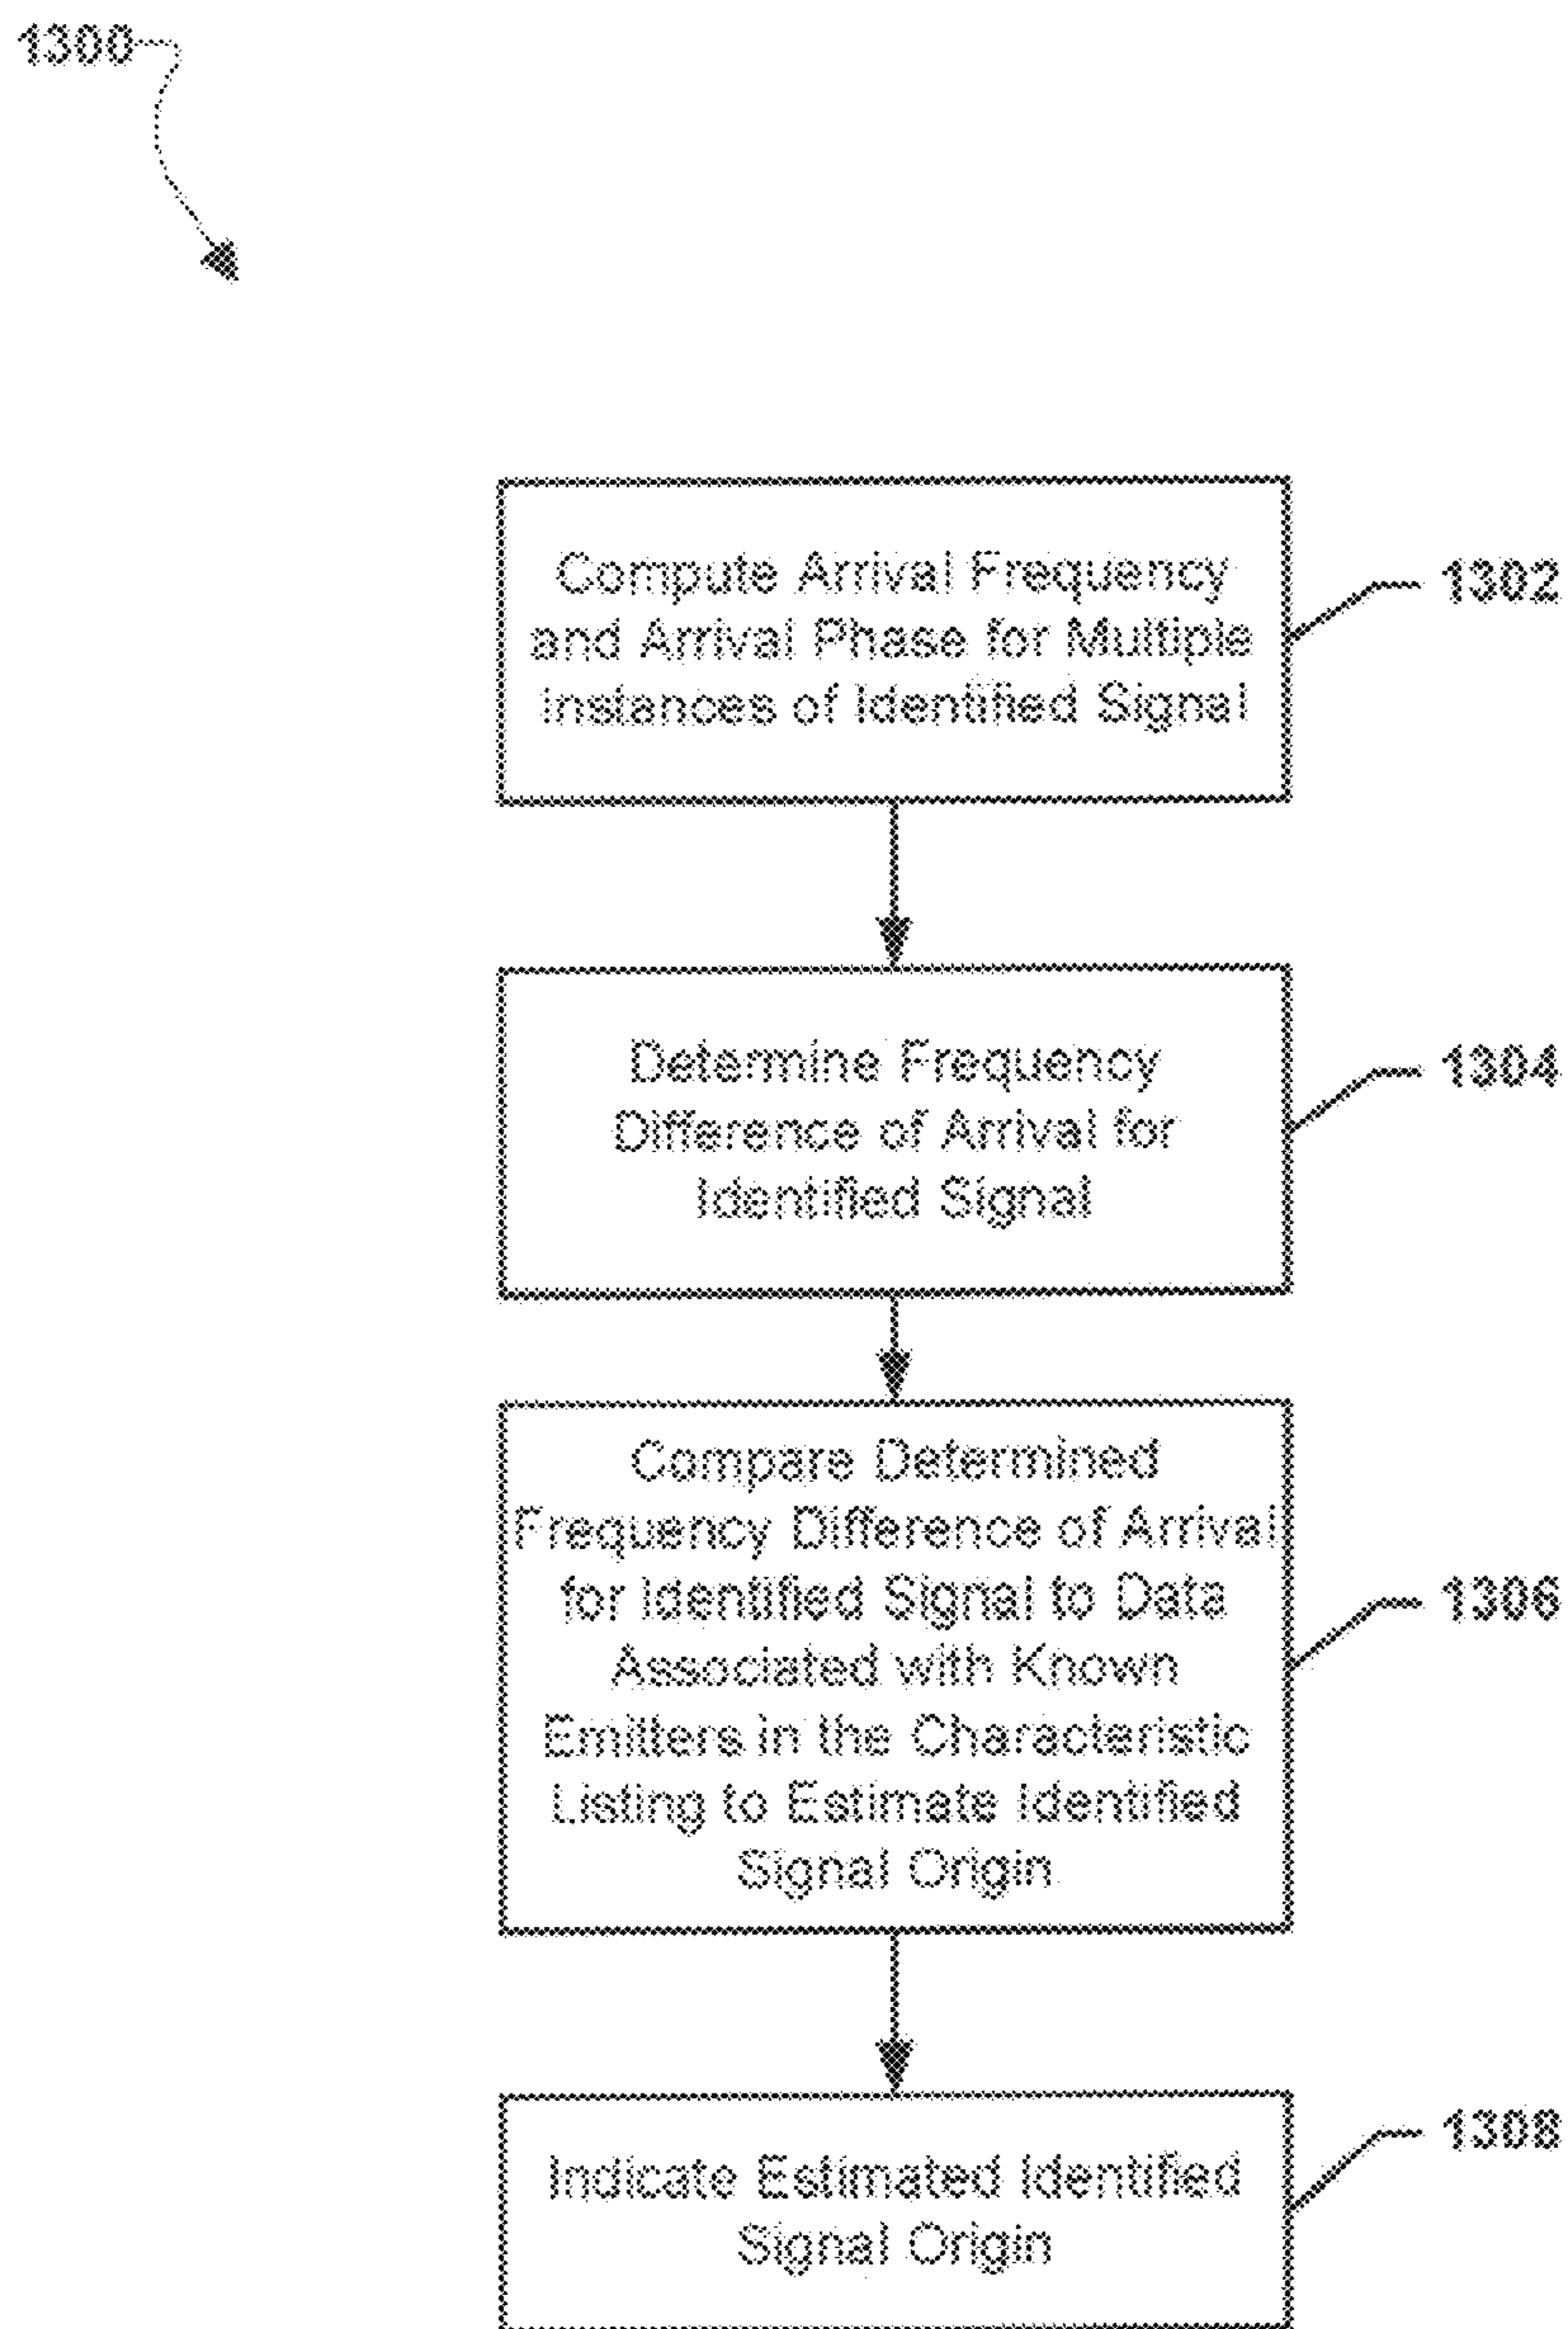 1300
Compute Arrival Frequency
and Arrival Phase for Multiple
Instances of Identified Signal
1302
Determine Frequency
Difference of Arrival for
Identified Signal
1304
Compare Determined
Frequency Difference of Arrival
for Identified Signal to Data
Associated with Known
Emitters in the Characteristic
Listing to Estimate Identified
Signal Origin
1306
Indicate Estimated Identified
Signal Origin
1308